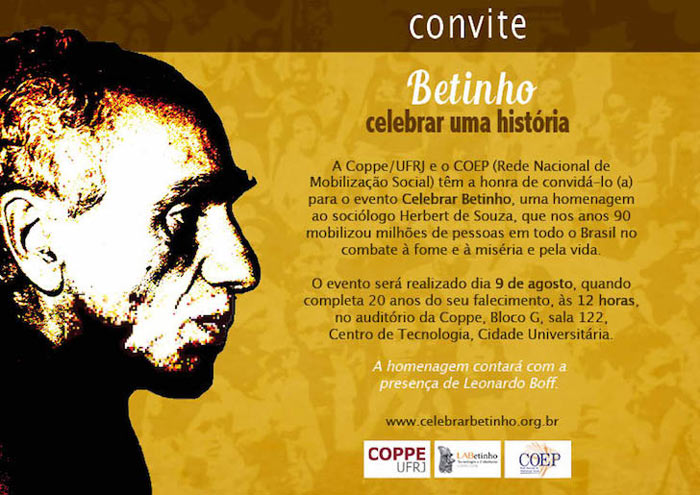 convite
Betinho
celebrar uma história
A Coppe/UFRJ e o COEP (Rede Nacional de
Mobilização Social) têm a honra de convidá-lo (a)
para o evento Celebrar Betinho, uma homenagem
ao sociólogo Herbert de Souza, que nos anos 90
mobilizou milhões de pessoas em todo o Brasil no
combate à fome e à miséria e pela vida.
O evento será realizado dia 9 de agosto, quando
completa 20 anos do seu falecimento, às 12 horas,
no auditório da Coppe, Bloco G, sala 122,
Centro de Tecnologia, Cidade Universitária.
A homenagem contará com a
presença de Leonardo Boff.
www.celebrarbetinho.org.br
COPPE
UFRJ
LABetinho
COEP